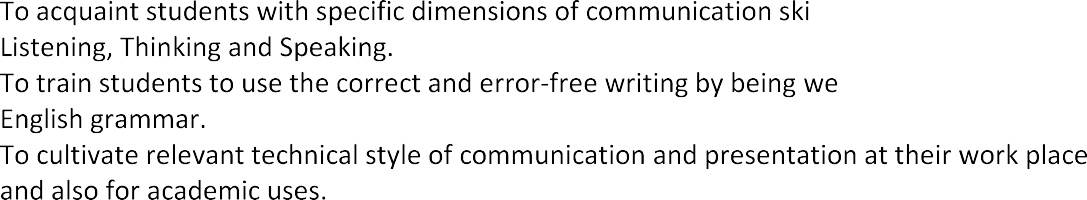 To acquaint students with specific dimensions of communication ski
Listening, Thinking and Speaking.
To train students to use the correct and error-free writing by being we
English grammar.
To cultivate relevant technical style of communication and presentation at their work place
and also for academic uses.